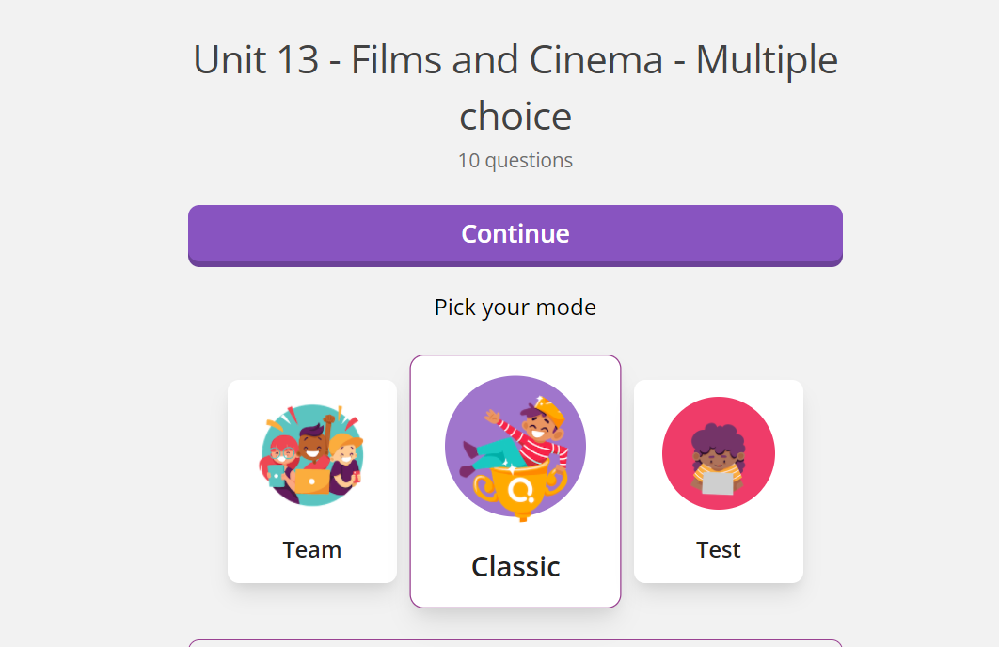 Unit 13 - Films and Cinema - Multiple
choice
10 questions
Continue
Pick your mode
Team
Classic
Test